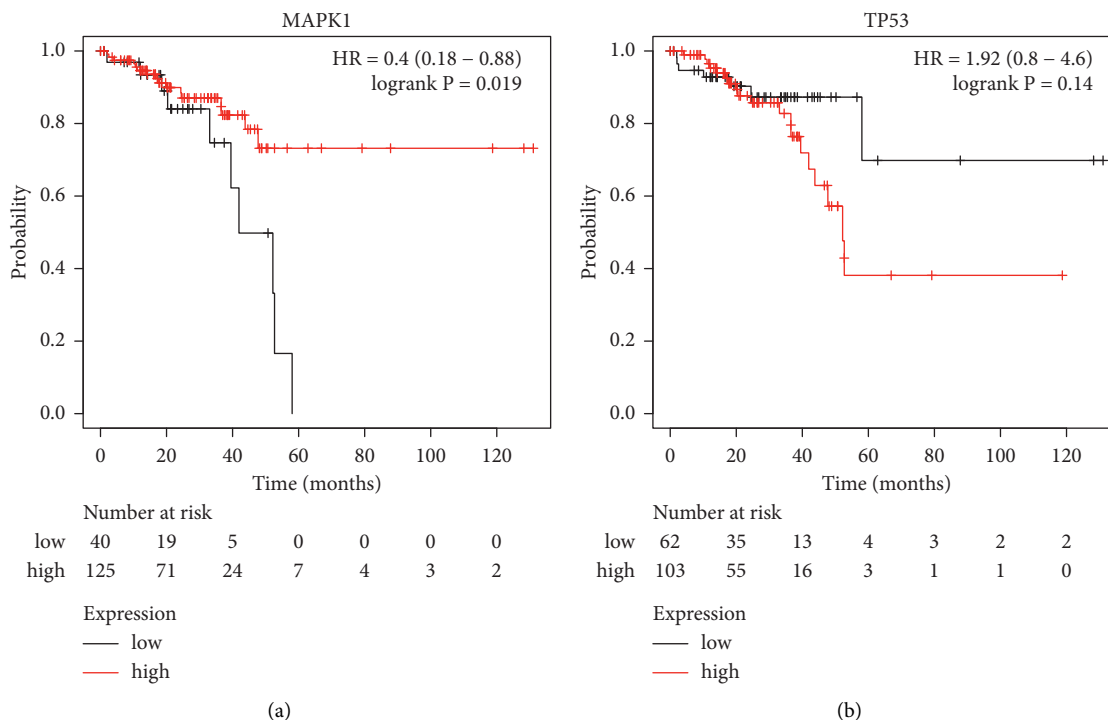 MAPK1
HR = 0.4 (0.18 – 0.88)
logrank P = 0.019
1.0
0.8
0.6
0.4
0.2
0.0
Probability
0 20 40 60 80 100 120
Time (months)
Number at risk
low 40 19 5 0 0 0 0
high 125 71 24 7 4 3 2
Expression
low
high
(a)
TP53
HR = 1.92 (0.8 – 4.6)
logrank P = 0.14
1.0
0.8
0.6
0.4
0.2
0.0
Probability
0 20 40 60 80 100 120
Time (months)
Number at risk
low 62 35 13 4 3 2 2
high 103 55 16 3 1 1 0
Expression
low
high
(b)